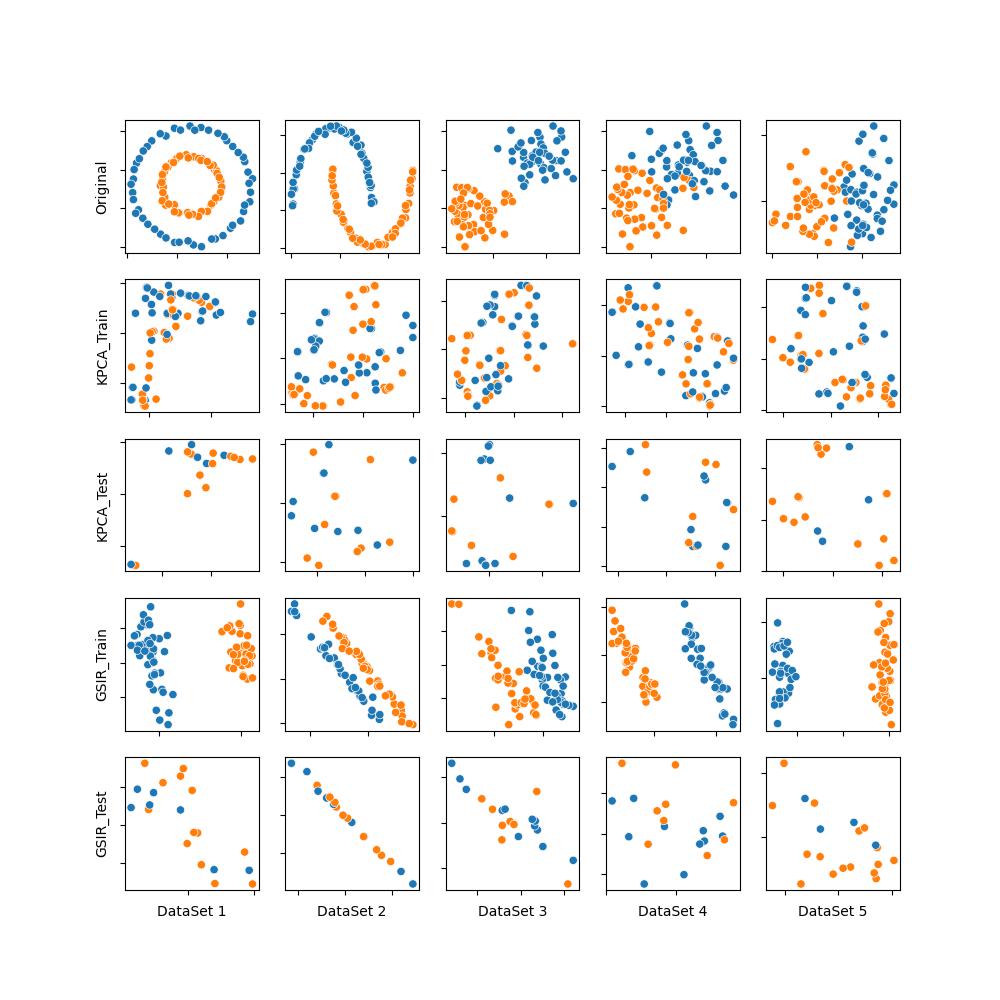 Original
KPCA_Train
KPCA_Test
GSIR_Train
GSIR_Test
DataSet 1
DataSet 2
DataSet 3
DataSet 4
DataSet 5